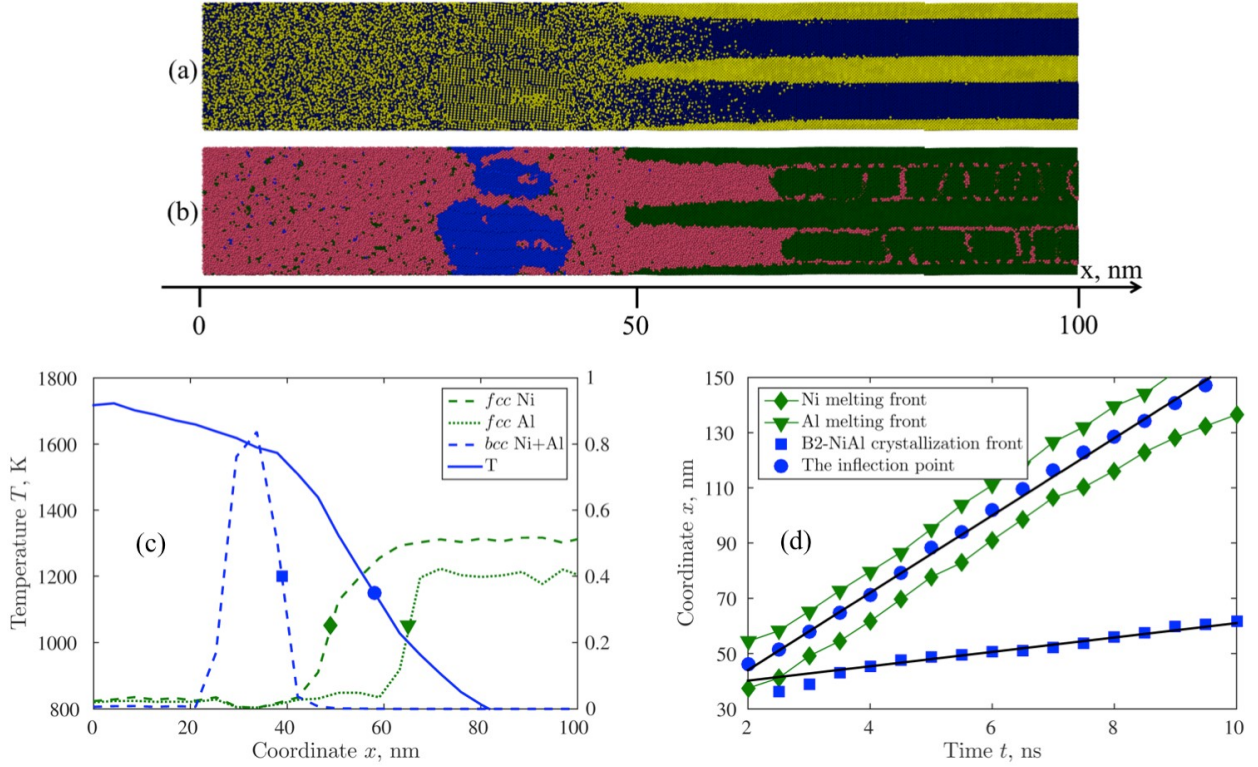 (a)
(b)
x, nm
0
50
100
1800
1600
1400
1200
1000
800
Temperature T, K
1
0.8
0.6
0.4
0.2
0
fcc Ni
fcc Al
bcc Ni+Al
T
(c)
0
20
40
60
80
100
Coordinate x, nm
150
130
110
90
70
50
30
Coordinate x, nm
Ni melting front
Al melting front
B2-NiAl crystallization front
The inflection point
(d)
2
4
6
8
10
Time t, ns